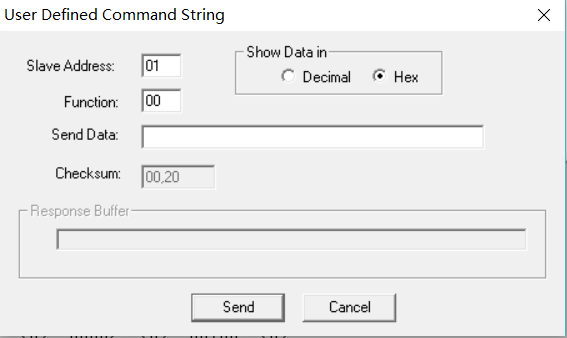 User Defined Command String
Slave Address: 01
Show Data in
Decimal Hex
Function: 00
Send Data:
Checksum: 00,20
Response Buffer
Send Cancel